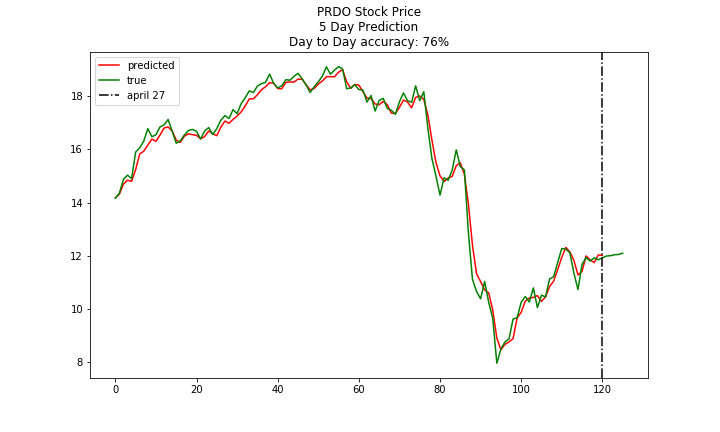 PRDO Stock Price
5 Day Prediction
Day to Day accuracy: 76%
predicted
true
april 27
18
16
14
12
10
8
0 20 40 60 80 100 120